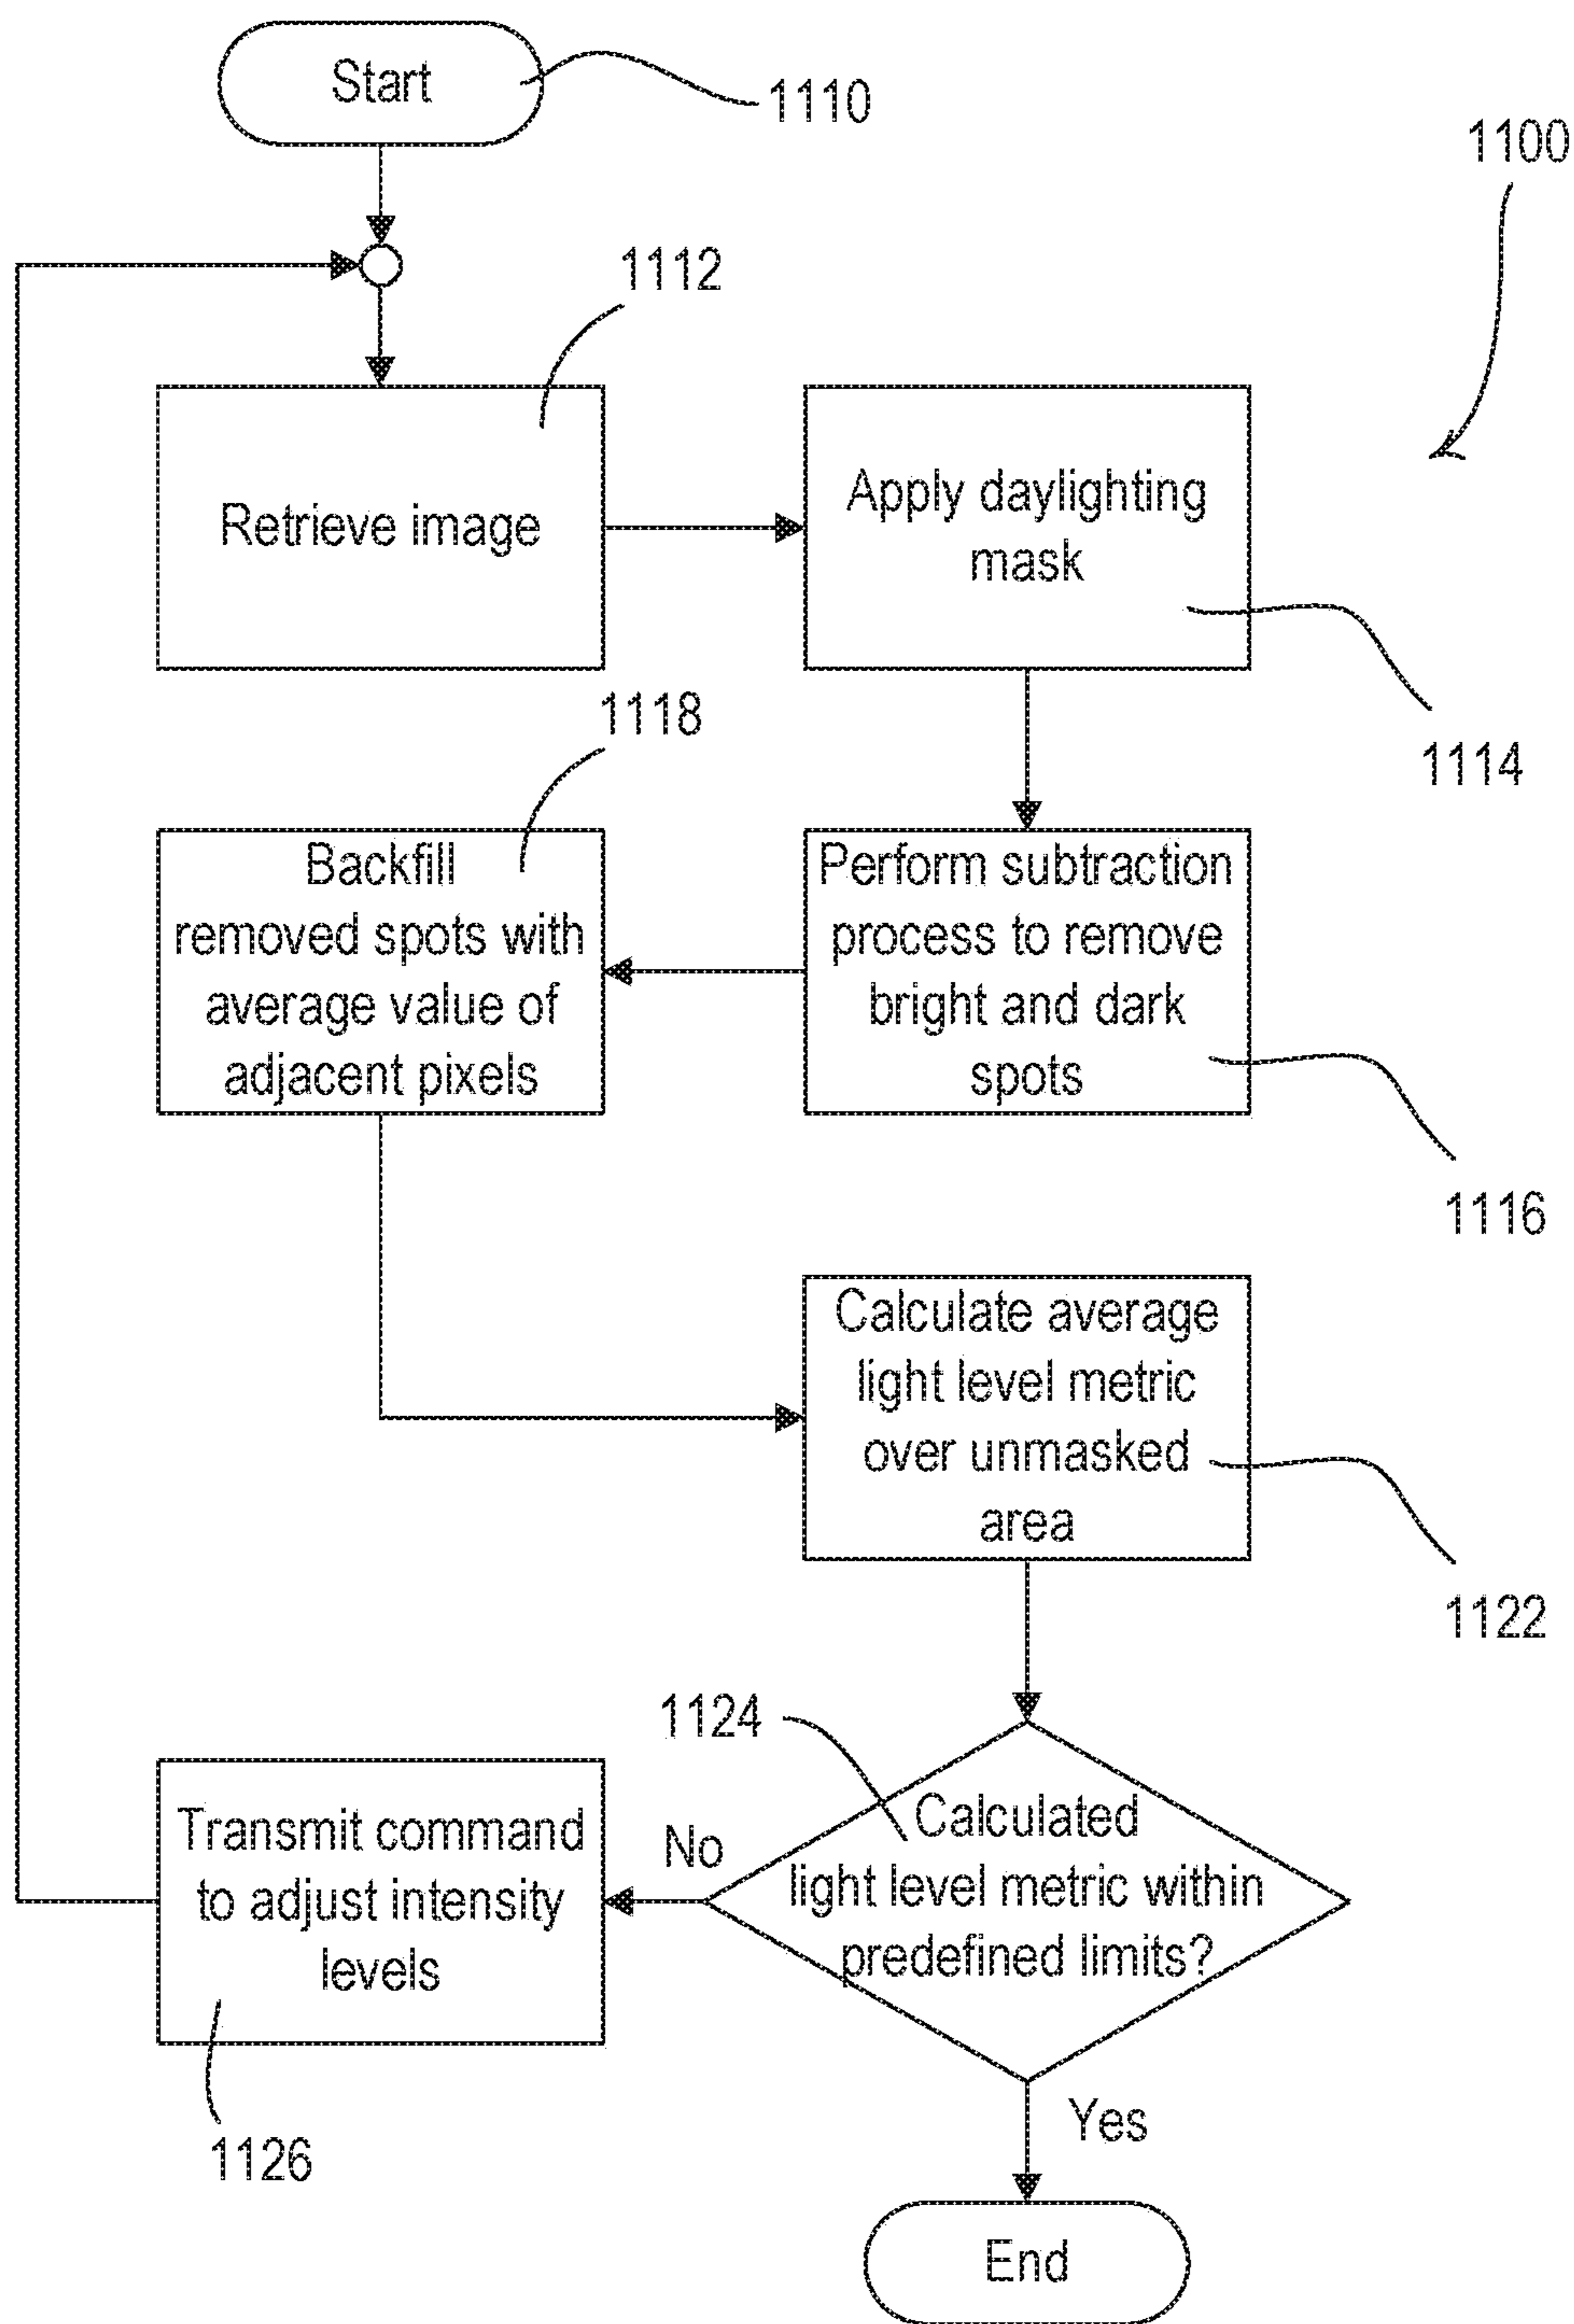 Start
1110
1100
1112
Retrieve image
Apply daylighting
mask
1114
1118
Backfill
removed spots with
average value of
adjacent pixels
Perform subtraction
process to remove
bright and dark
spots
1116
Calculate average
light level metric
over unmasked
area
1122
1124
Calculated
light level metric within
predefined limits?
No
Transmit command
to adjust intensity
levels
1126
Yes
End